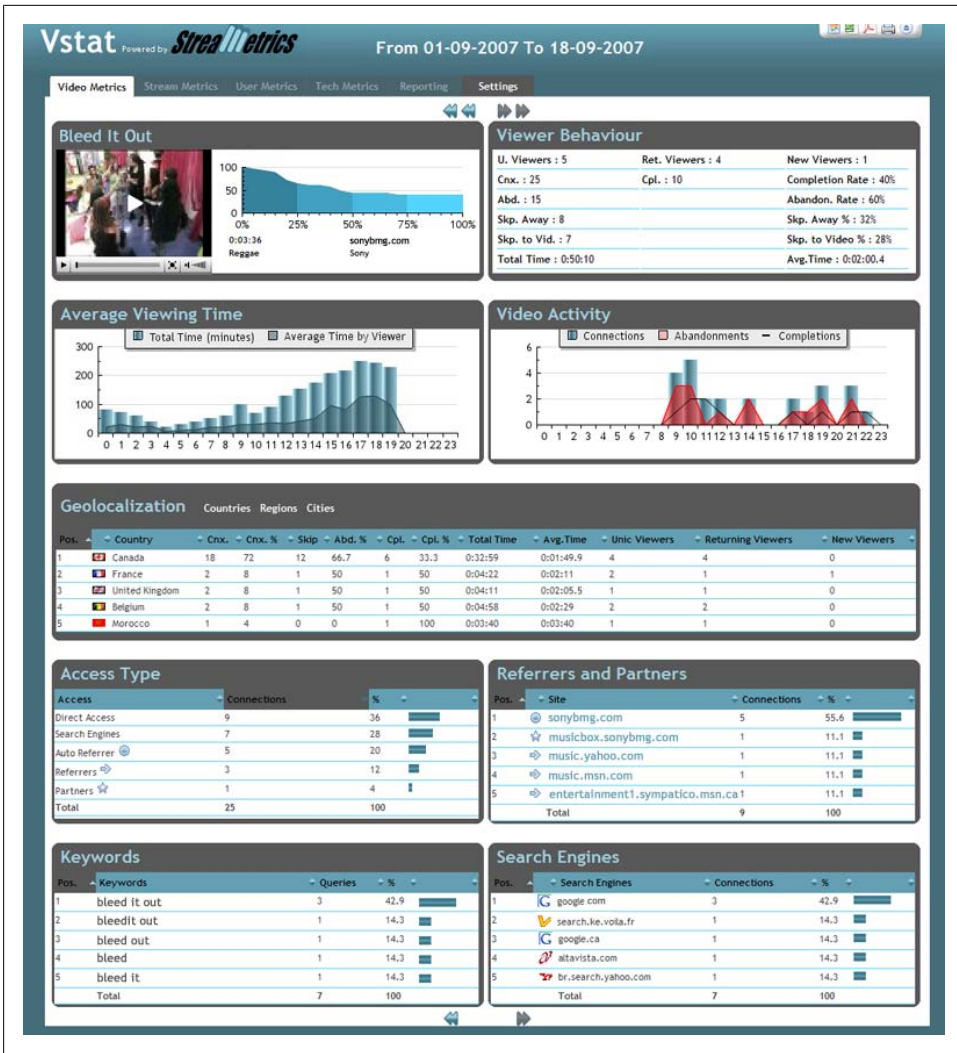 Vstat Powered by StreaMetrics From 01-09-2007 To 18-09-2007
Video Metrics Stream Metrics User Metrics Tech Metrics Reporting Settings
Bleed It Out
100
50
0
0% 25% 50% 75% 100%
0:03:36 sonybmg.com
Reggae Sony
Viewer Behaviour
U. Viewers : 5 Ret. Viewers : 4 New Viewers : 1
Cnx. : 25 Cpl. : 10 Completion Rate : 40%
Abd. : 15 Abandon. Rate : 60%
Skp. Away : 8 Skp. Away % : 32%
Skp. to Vid. : 7 Skp. to Video % : 28%
Total Time : 0:50:10 Avg.Time : 0:02:00.4
Average Viewing Time
Total Time (minutes) Average Time by Viewer
300
200
100
0
0 1 2 3 4 5 6 7 8 9 10 11 12 13 14 15 16 17 18 19 20 21 22 23
Video Activity
Connections Abandonments Completions
6
4
2
0
0 1 2 3 4 5 6 7 8 9 10 11 12 13 14 15 16 17 18 19 20 21 22 23
Geolocalization Countries Regions Cities
Pos. Country Cnx. Cnx. % Skip Abd. % Cpl. Cpl. % Total Time Avg.Time Unic Viewers Returning Viewers New Viewers
1 Canada 18 72 12 66.7 6 33.3 0:32:59 0:01:49.9 4 4 0
2 France 2 8 1 50 1 50 0:04:22 0:02:11 2 1 1
3 United Kingdom 2 8 1 50 1 50 0:04:11 0:02:05.5 1 1 0
4 Belgium 2 8 1 50 1 50 0:04:58 0:02:29 2 2 0
5 Morocco 1 4 0 0 1 100 0:03:40 0:03:40 1 1 0
Access Type
Access Connections %
Direct Access 9 36
Search Engines 7 28
Auto Referrer 5 20
Referrers 3 12
Partners 1 4
Total 25 100
Referrers and Partners
Pos. Site Connections %
1 sonybmg.com 5 55.6
2 musicbox.sonybmg.com 1 11.1
3 music.yahoo.com 1 11.1
4 music.msn.com 1 11.1
5 entertainment1.sympatico.msn.ca 1 11.1
Total 9 100
Keywords
Pos. Keywords Queries %
1 bleed it out 3 42.9
2 bleedit out 1 14.3
3 bleed out 1 14.3
4 bleed 1 14.3
5 bleed it 1 14.3
Total 7 100
Search Engines
Pos. Search Engines Connections %
1 google com 3 42.9
2 search.ke.voila.fr 1 14.3
3 google.ca 1 14.3
4 altavista.com 1 14.3
5 br.search.yahoo.com 1 14.3
Total 7 100